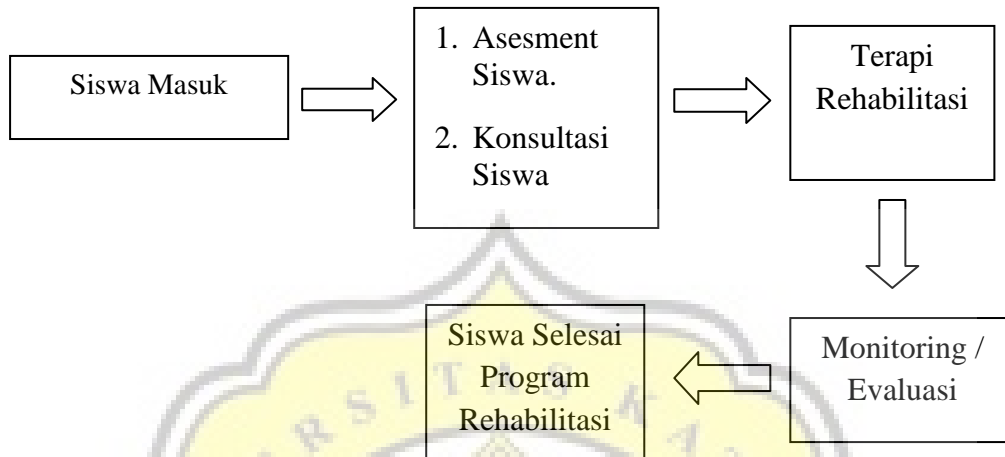 Siswa Masuk
1. Asesment
Siswa.
2. Konsultasi
Siswa
Terapi
Rehabilitasi
Monitoring /
Evaluasi
Siswa Selesai
Program
Rehabilitasi